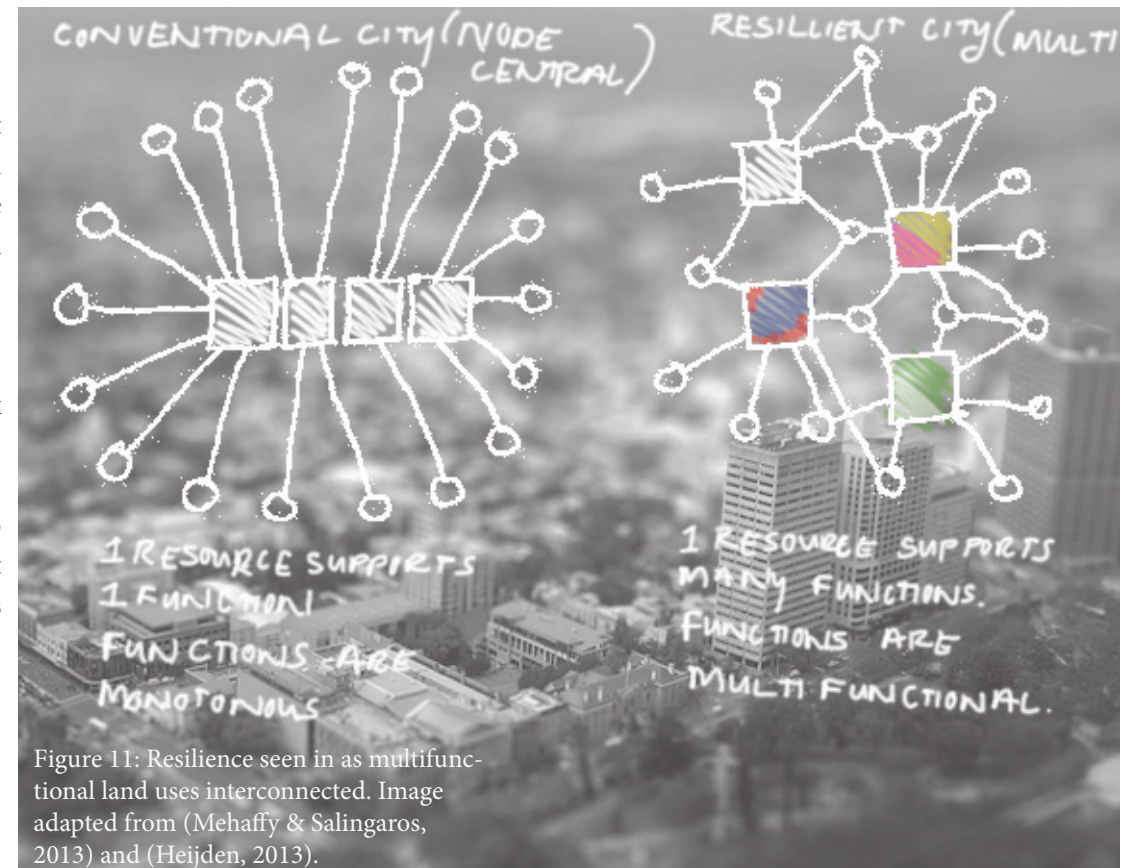 CONVENTIONAL CITY (NODE
CENTRAL)
RESILLIENT CITY (MULTI
1 RESOURCE SUPPORTS
1 FUNCTION
FUNCTIONS ARE
MONOTONOUS
1 RESOURCE SUPPORTS
MANY FUNCTIONS.
FUNCTIONS ARE
MULTI FUNCTIONAL.
Figure 11: Resilience seen in as multifunc-
tional land uses interconnected. Image
adapted from (Mehaffy & Salingaros,
2013) and (Heijden, 2013).